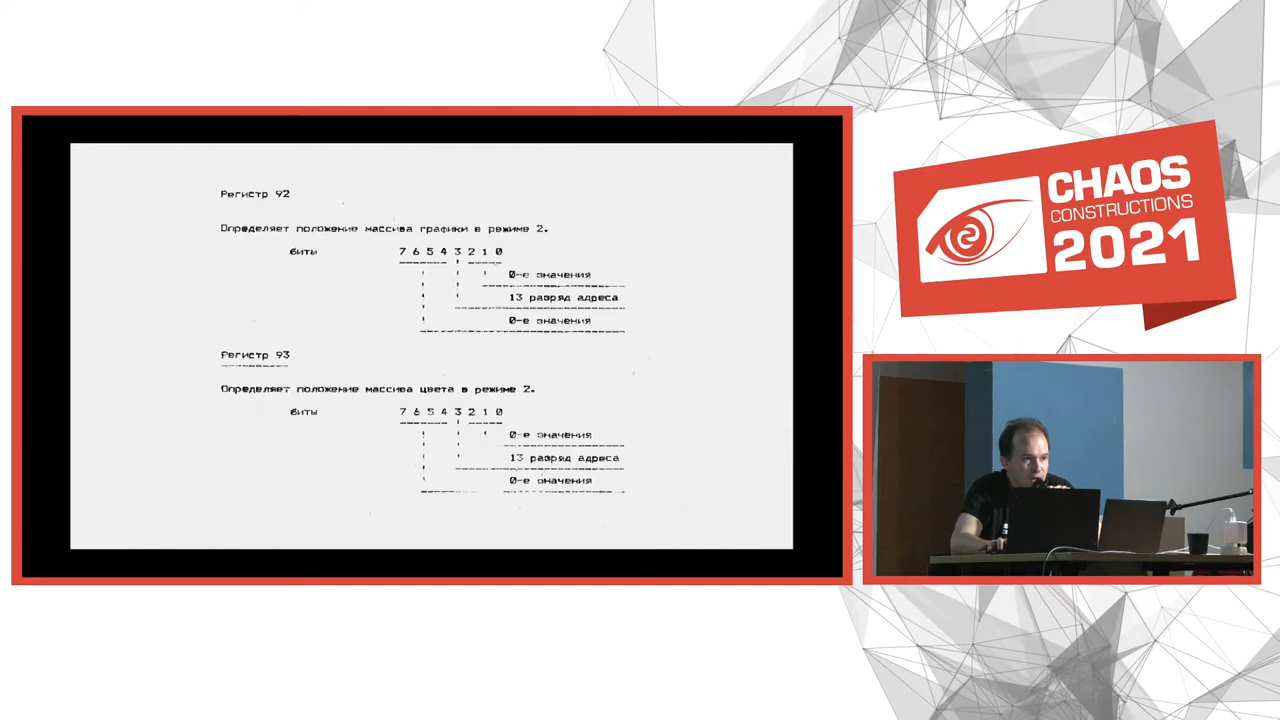 Регистр 92
Определяет положение массива графики в режиме 2.
биты 7 6 5 4 3 2 1 0
0-е значения
13 разряд адреса
0-е значения
Регистр 93
Определяет положение массива цвета в режиме 2.
биты 7 6 5 4 3 2 1 0
0-е значения
13 разряд адреса
0-е значения
CHAOS
CONSTRUCTIONS
2021